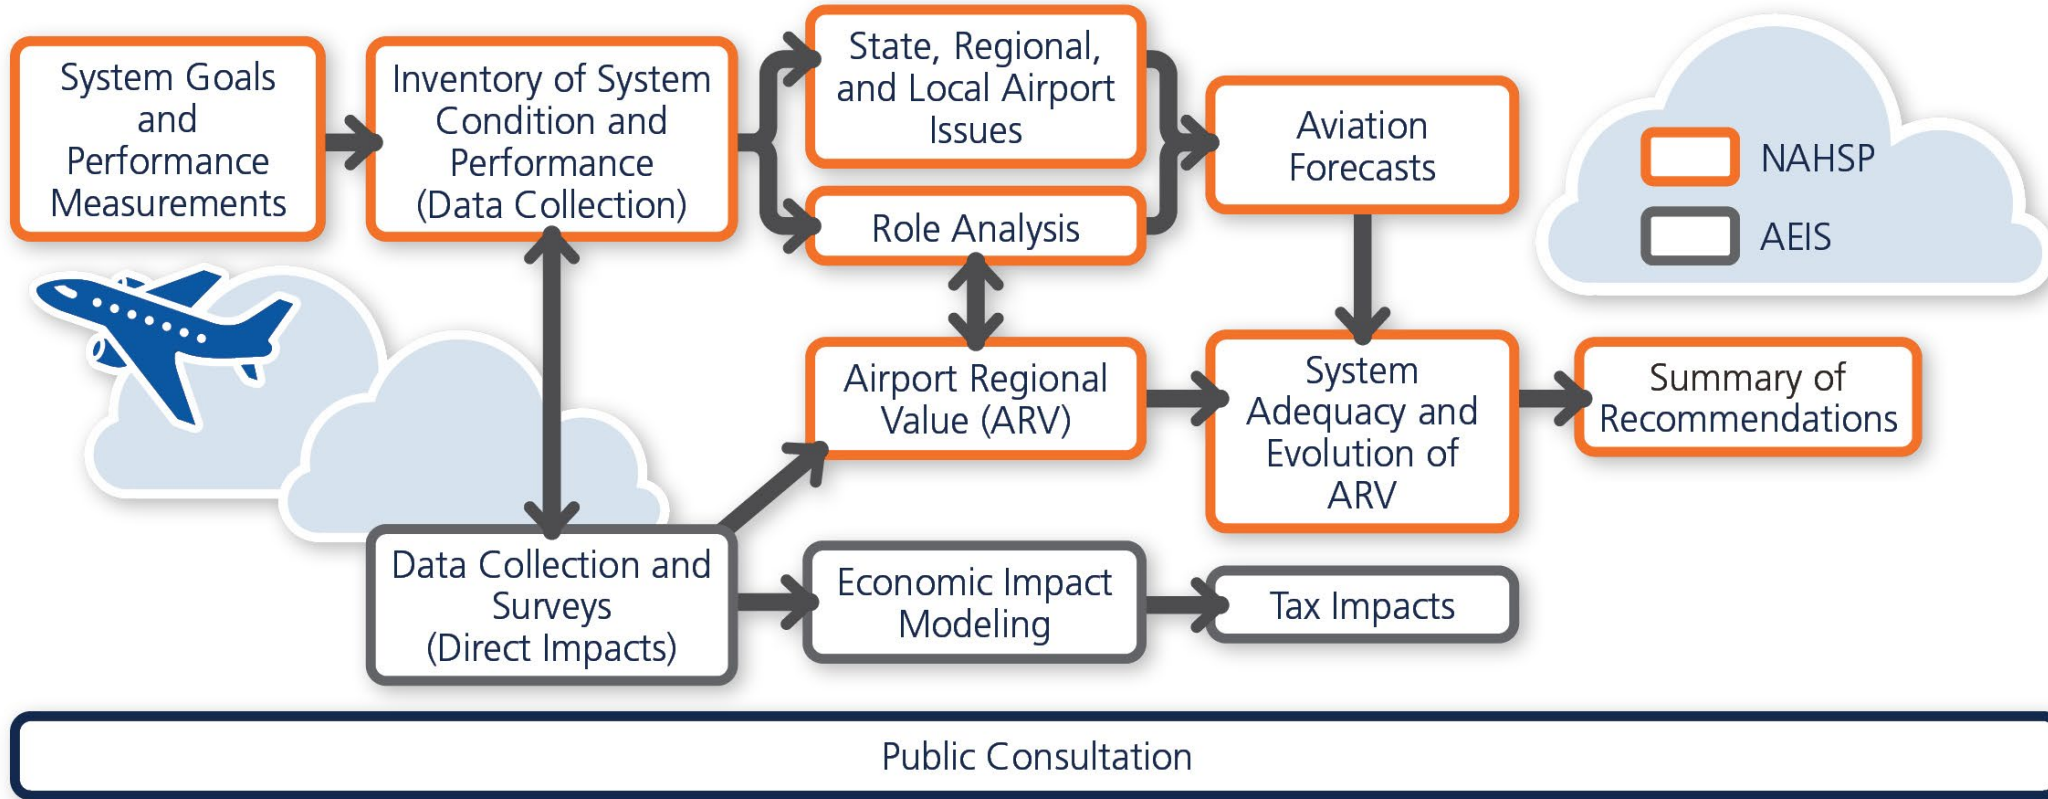 System Goals
and
Performance
Measurements
Inventory of System
Condition and
Performance
(Data Collection)
State, Regional,
and Local Airport
Issues
Role Analysis
Aviation
Forecasts
NAHSP
AEIS
Airport Regional
Value (ARV)
System
Adequacy and
Evolution of
ARV
Summary of
Recommendations
Data Collection and
Surveys
(Direct Impacts)
Economic Impact
Modeling
Tax Impacts
Public Consultation